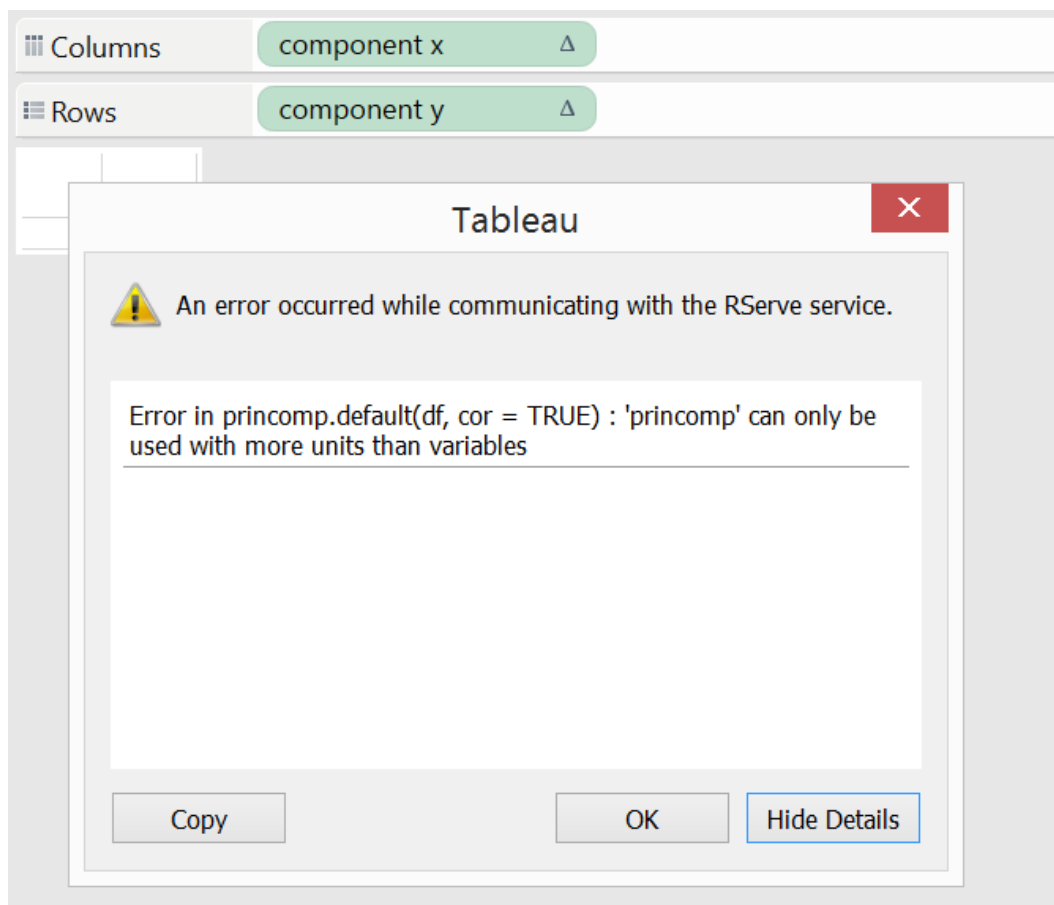 Columns component x Δ
Rows component y Δ
Tableau
An error occurred while communicating with the RServe service.
Error in princomp.default(df, cor = TRUE) : 'princomp' can only be
used with more units than variables
Copy OK Hide Details